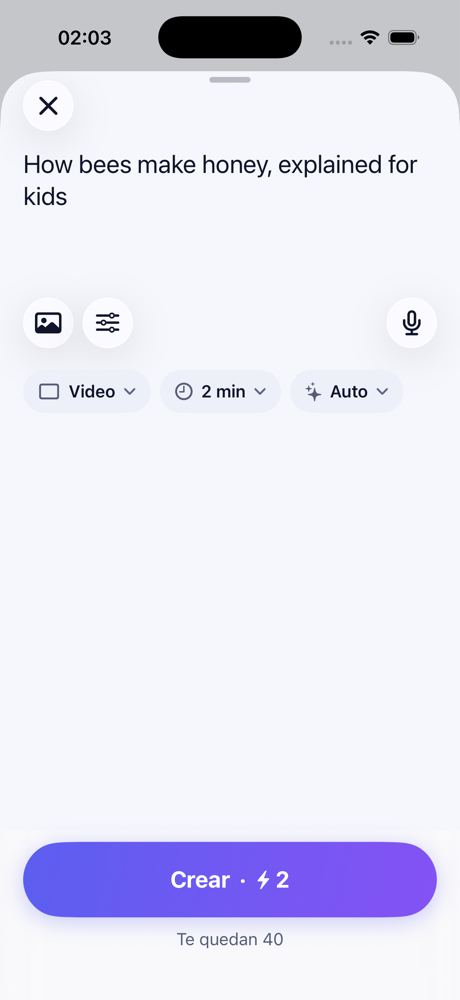 02:03
How bees make honey, explained for
kids
Video
2 min
Auto
Crear · 2
Te quedan 40